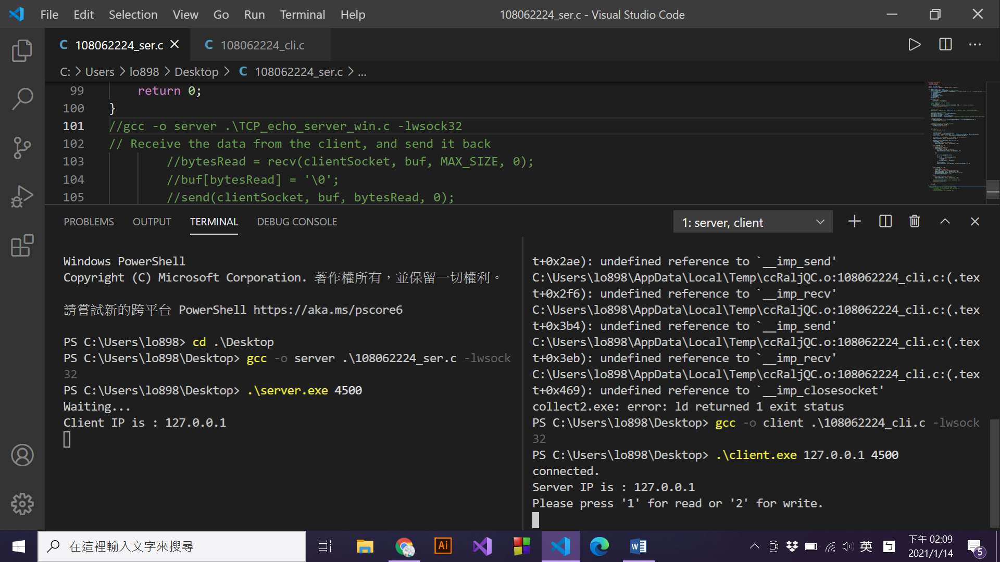 File Edit Selection View Go Run Terminal Help
108062224_ser.c - Visual Studio Code
C 108062224_ser.c
C 108062224_cli.c
C: > Users > lo898 > Desktop > C 108062224_ser.c > ...
99 return 0;
100 }
101 //gcc -o server .\TCP_echo_server_win.c -lwsock32
102 // Receive the data from the client, and send it back
103 //bytesRead = recv(clientSocket, buf, MAX_SIZE, 0);
104 //buf[bytesRead] = '\0';
105 //send(clientSocket, buf, bytesRead, 0);
PROBLEMS OUTPUT TERMINAL DEBUG CONSOLE
1: server, client
Windows PowerShell
Copyright (C) Microsoft Corporation. 著作權所有，並保留一切權利。
請嘗試新的跨平台 PowerShell https://aka.ms/pscore6
PS C:\Users\lo898> cd .\Desktop
PS C:\Users\lo898\Desktop> gcc -o server .\108062224_ser.c -lwsock
32
PS C:\Users\lo898\Desktop> .\server.exe 4500
Waiting...
Client IP is : 127.0.0.1
t+0x2ae): undefined reference to `__imp_send'
C:\Users\lo898\AppData\Local\Temp\ccRaljQC.o:108062224_cli.c:(.tex
t+0x2f6): undefined reference to `__imp_recv'
C:\Users\lo898\AppData\Local\Temp\ccRaljQC.o:108062224_cli.c:(.tex
t+0x3b4): undefined reference to `__imp_send'
C:\Users\lo898\AppData\Local\Temp\ccRaljQC.o:108062224_cli.c:(.tex
t+0x3eb): undefined reference to `__imp_recv'
C:\Users\lo898\AppData\Local\Temp\ccRaljQC.o:108062224_cli.c:(.tex
t+0x469): undefined reference to `__imp_closesocket'
collect2.exe: error: ld returned 1 exit status
PS C:\Users\lo898\Desktop> gcc -o client .\108062224_cli.c -lwsock
32
PS C:\Users\lo898\Desktop> .\client.exe 127.0.0.1 4500
connected.
Server IP is : 127.0.0.1
Please press '1' for read or '2' for write.
在這裡輸入文字來搜尋
Ai
英
ㄅ
下午 02:09
2021/1/14
5